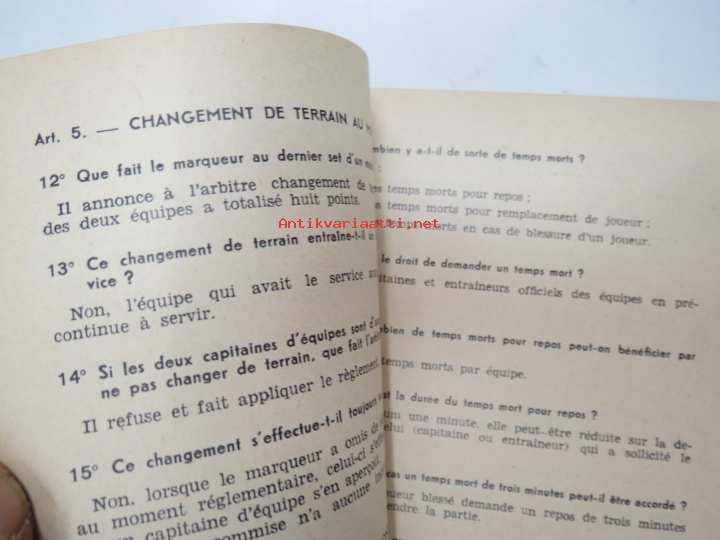 Art. 5. — CHANGEMENT DE TERRAIN AU
12° Que fait le marqueur au dernier set d'un
Il annonce à l'arbitre changement de
des deux équipes a totalisé huit points.
13° Ce changement de terrain entraîne-t-il
vice ?
Non, l'équipe qui avait le service
continue à servir.
14° Si les deux capitaines d'équipes sont
ne pas changer de terrain, que fait
Il refuse et fait appliquer le règlement.
15° Ce changement s'effectue-t-il toujours
Non, lorsque le marqueur a omis de
au moment réglementaire, celui-ci
un capitaine d'équipe s'en aperçoit,
commise n'a aucune
y a-t-il de sorte de temps morts ?
temps morts pour repos ;
temps morts pour remplacement de joueur ;
morts en cas de blessure d'un joueur.
le droit de demander un temps mort ?
et entraîneurs officiels des équipes en pré-
de temps morts pour repos peut-on bénéficier par
temps morts par équipe.
la durée du temps mort pour repos ?
une minute, elle peut-être réduite sur la de-
(capitaine ou entraîneur) qui a sollicité le
cas un temps mort de trois minutes peut-il être accordé ?
blessé demande un repos de trois minutes
la partie.
Antikvariaatti.net